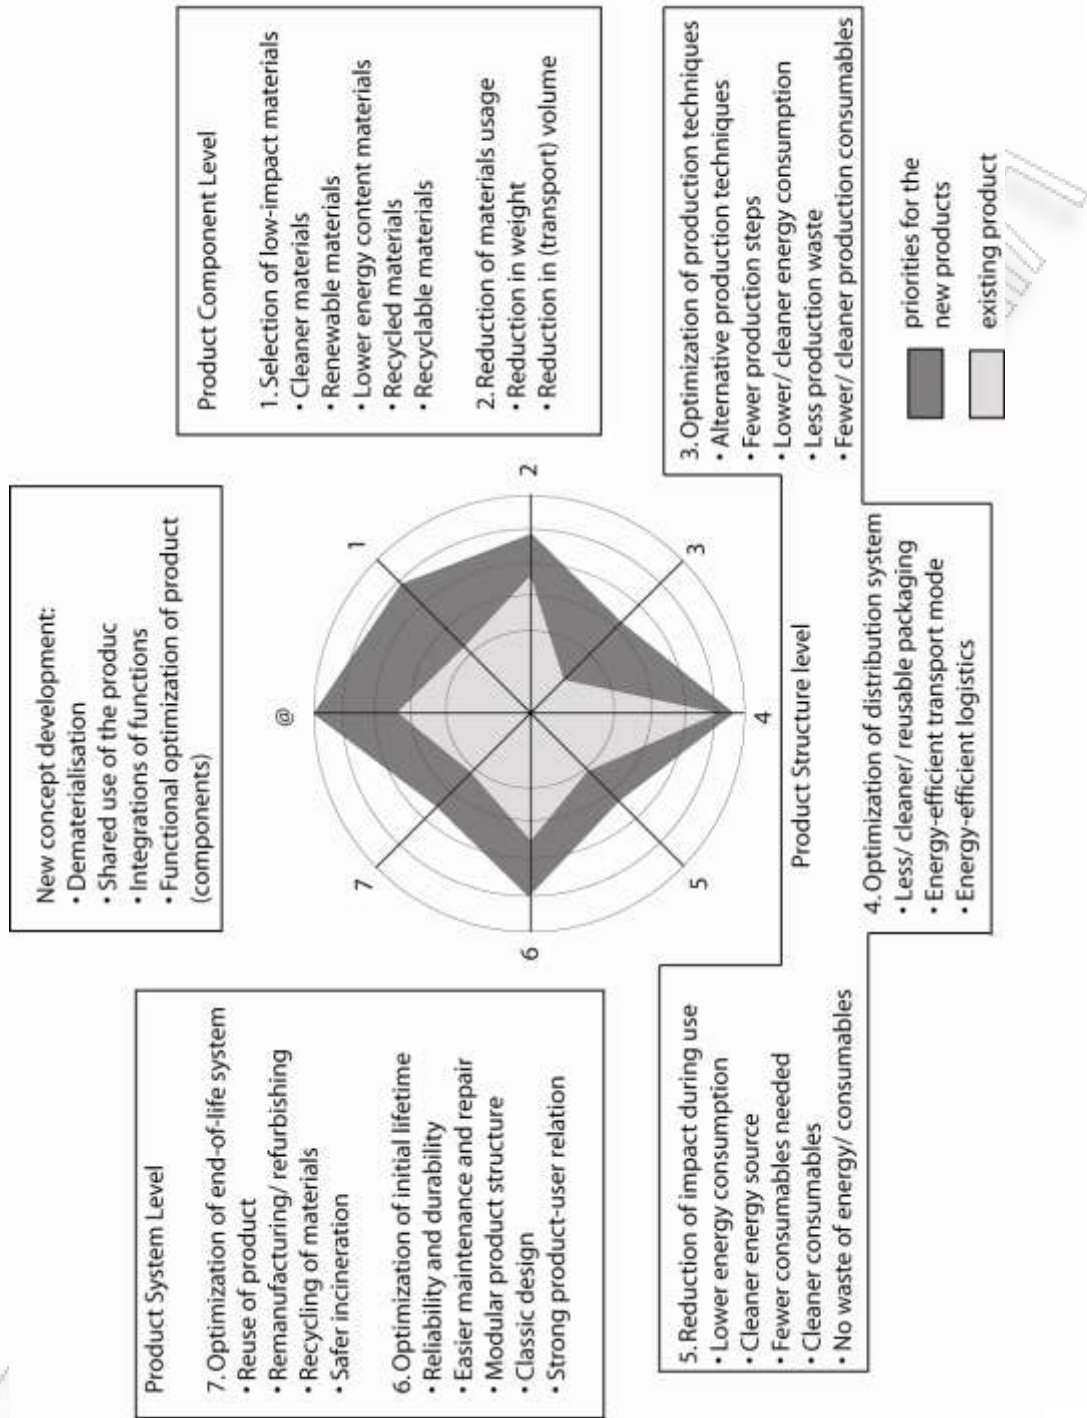 New concept development:
• Dematerialisation
• Shared use of the produc
• Integrations of functions
• Functional optimization of product
(components)
Product System Level
7. Optimization of end-of-life system
• Reuse of product
• Remanufacturing/ refurbishing
• Recycling of materials
• Safer incineration
6. Optimization of initial lifetime
• Reliability and durability
• Easier maintenance and repair
• Modular product structure
• Classic design
• Strong product-user relation
@
1
2
3
4
5
6
7
Product Component Level
1. Selection of low-impact materials
• Cleaner materials
• Renewable materials
• Lower energy content materials
• Recycled materials
• Recyclable materials
2. Reduction of materials usage
• Reduction in weight
• Reduction in (transport) volume
Product Structure level
5. Reduction of impact during use
• Lower energy consumption
• Cleaner energy source
• Fewer consumables needed
• Cleaner consumables
• No waste of energy/ consumables
4. Optimization of distribution system
• Less/ cleaner/ reusable packaging
• Energy-efficient transport mode
• Energy-efficient logistics
3. Optimization of production techniques
• Alternative production techniques
• Fewer production steps
• Lower/ cleaner energy consumption
• Less production waste
• Fewer/ cleaner production consumables
priorities for the
new products
existing product